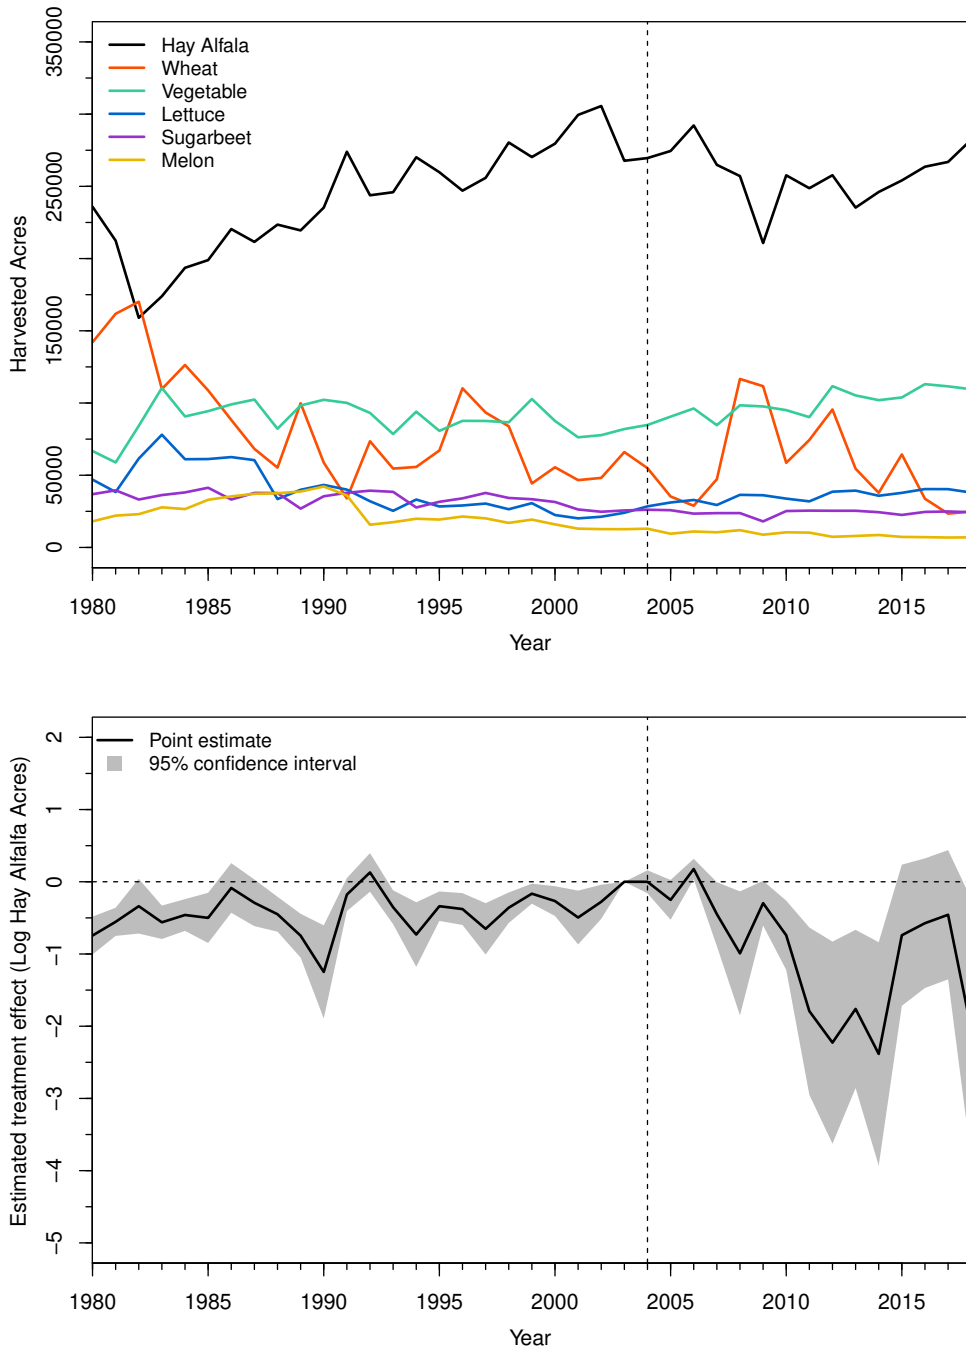 350000
250000
150000
50000
0
Harvested Acres
Hay Alfala
Wheat
Vegetable
Lettuce
Sugarbeet
Melon
1980 1985 1990 1995 2000 2005 2010 2015
Year
2
1
0
−1
−2
−3
−4
−5
Estimated treatment effect (Log Hay Alfalfa Acres)
Point estimate
95% confidence interval
1980 1985 1990 1995 2000 2005 2010 2015
Year